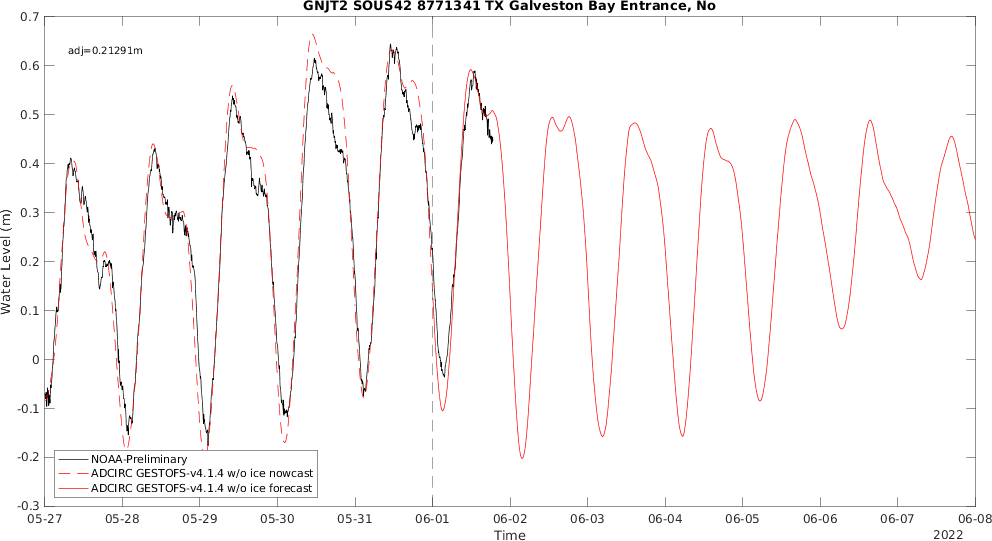 GNJT2 SOUS42 8771341 TX Galveston Bay Entrance, No
adj=0.21291m
Water Level (m)
0.7
0.6
0.5
0.4
0.3
0.2
0.1
0
-0.1
-0.2
-0.3
NOAA-Preliminary
ADCIRC GESTOFS-v4.1.4 w/o ice nowcast
ADCIRC GESTOFS-v4.1.4 w/o ice forecast
05-27 05-28 05-29 05-30 05-31 06-01 06-02 06-03 06-04 06-05 06-06 06-07 06-08
Time
2022